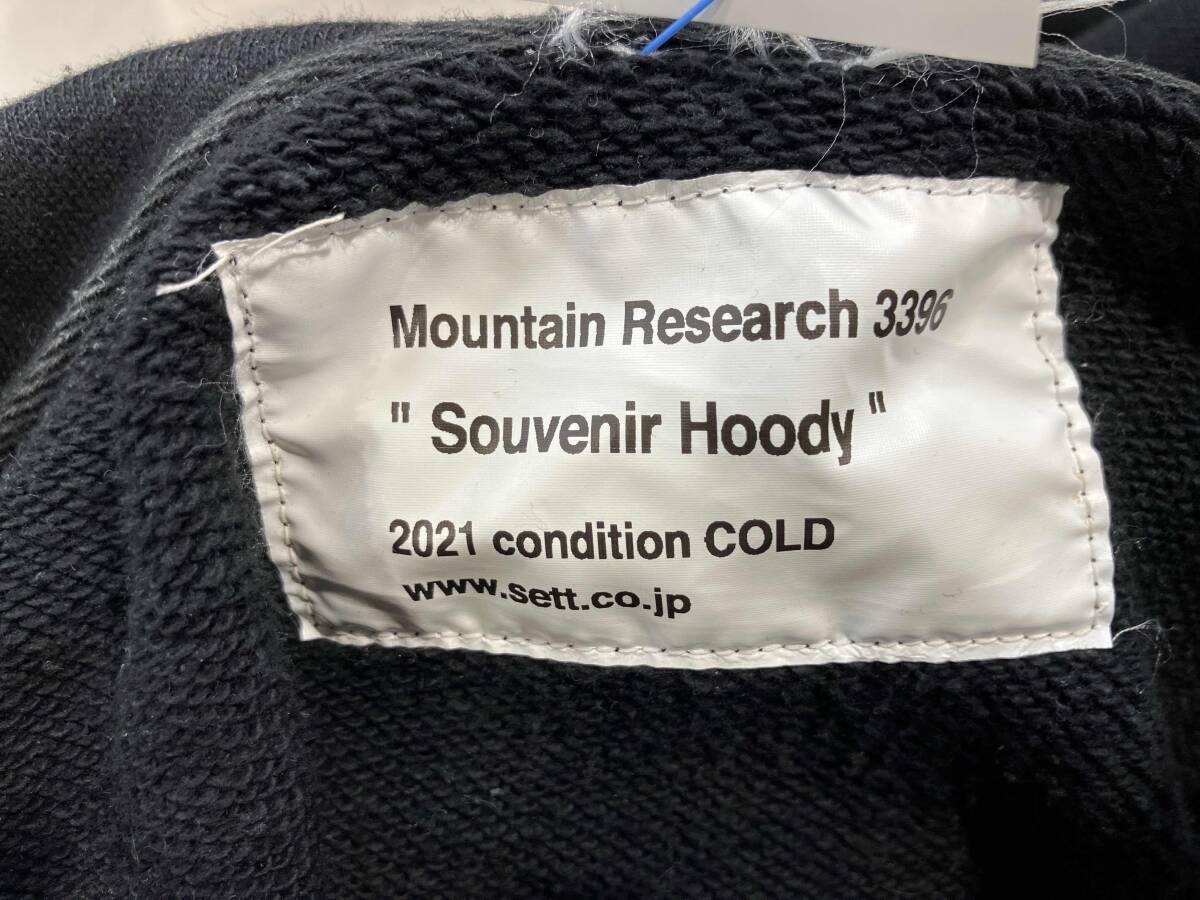 Mountain Research 3396
" Souvenir Hoody "
2021 condition COLD
www.sett.co.jp